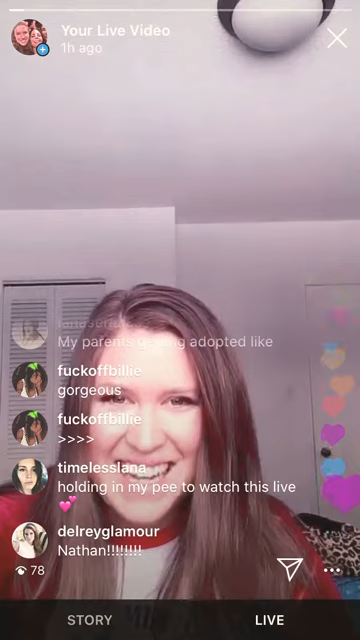 Your Live Video
1h ago
My parents getting adopted like
fuckoffbillie
gorgeous
fuckoffbillie
>>>>
timelesslana
holding in my pee to watch this live
💕
delreyglamour
Nathan!!!!!!!!
78
STORY
LIVE